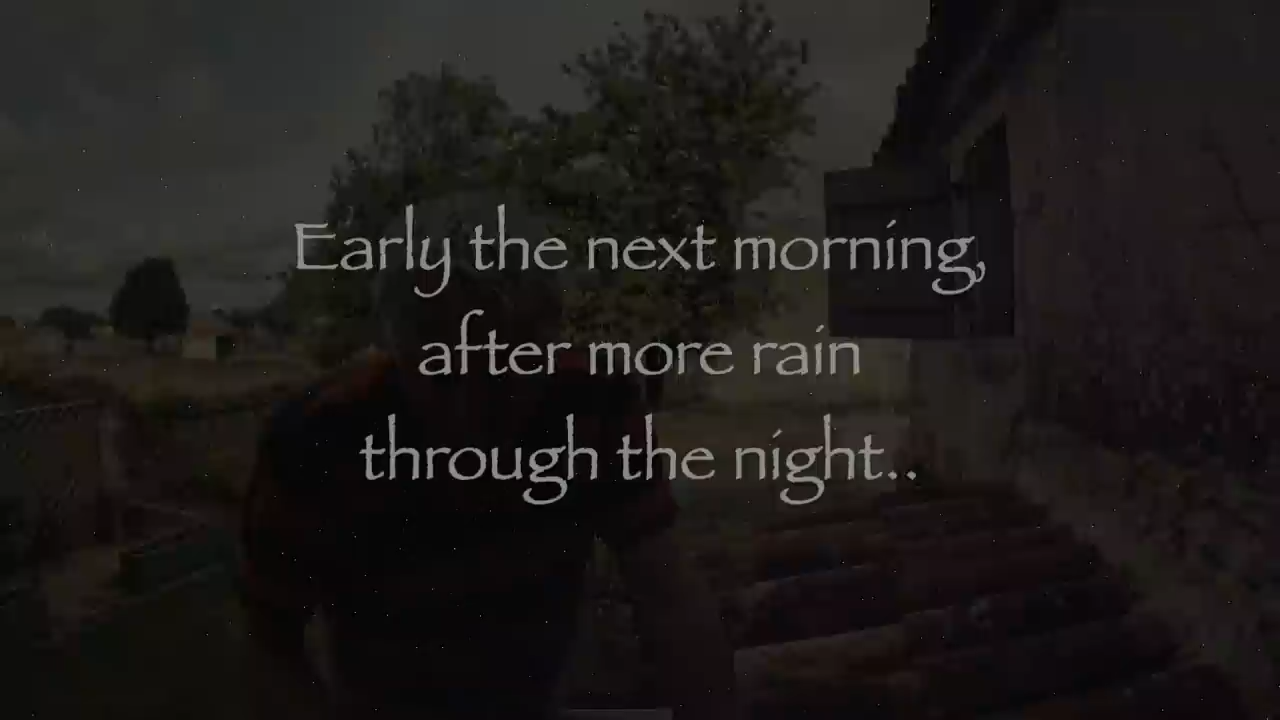 Early the next morning,
after more rain
through the night..